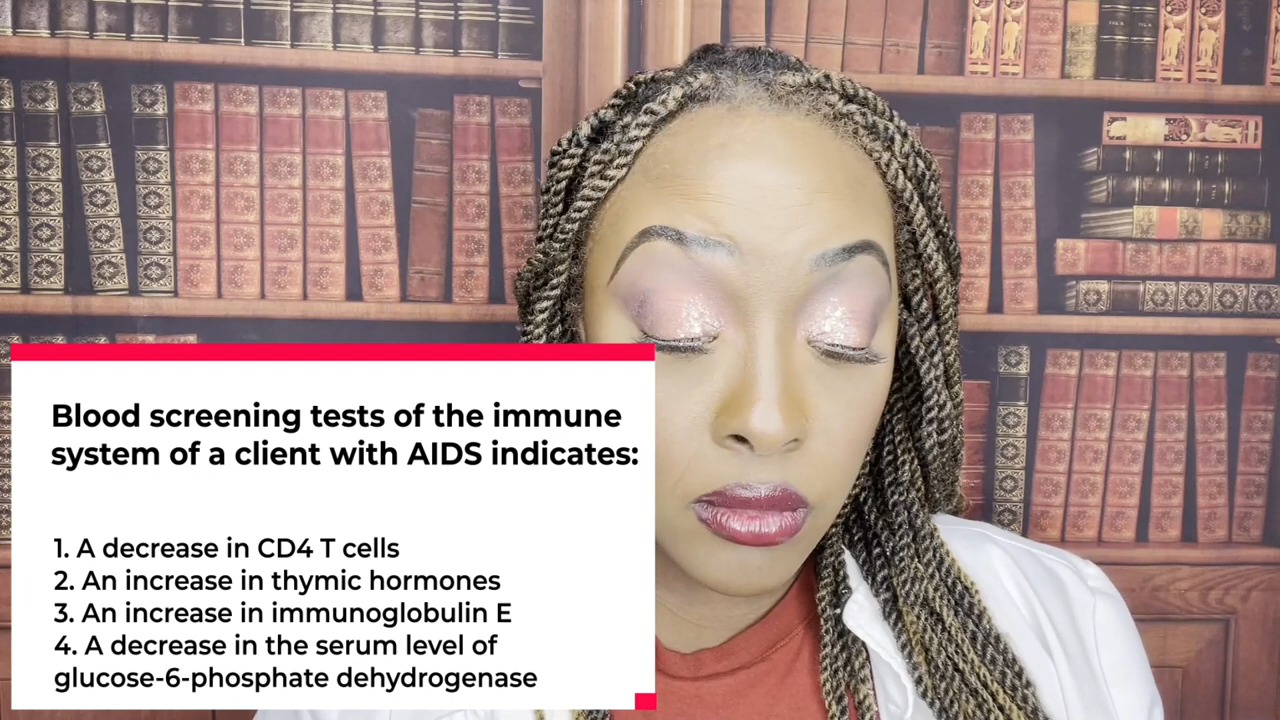 Blood screening tests of the immune
system of a client with AIDS indicates:
1. A decrease in CD4 T cells
2. An increase in thymic hormones
3. An increase in immunoglobulin E
4. A decrease in the serum level of
glucose-6-phosphate dehydrogenase